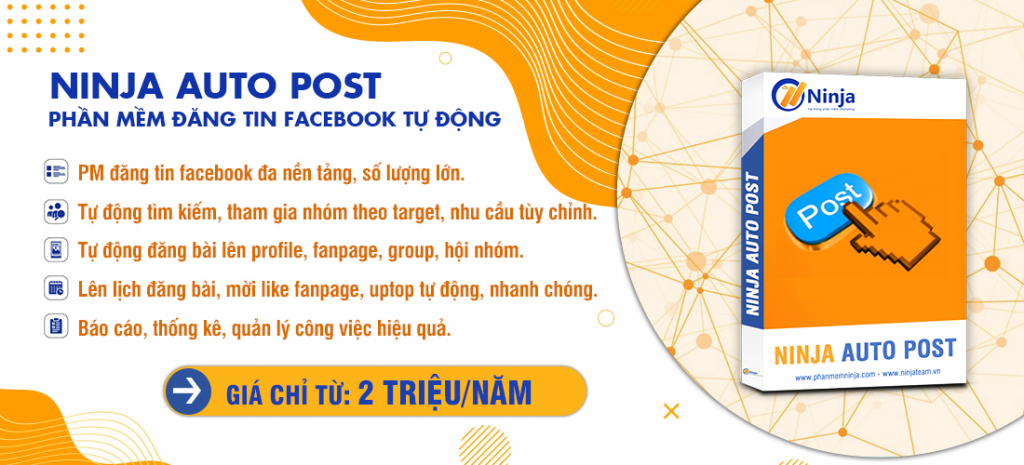 NINJA AUTO POST
PHẦN MỀM ĐĂNG TIN FACEBOOK TỰ ĐỘNG
PM đăng tin facebook đa nền tảng, số lượng lớn.
Tự động tìm kiếm, tham gia nhóm theo target, nhu cầu tùy chỉnh.
Tự động đăng bài lên profile, fanpage, group, hội nhóm.
Lên lịch đăng bài, mời like fanpage, uptop tự động, nhanh chóng.
Báo cáo, thống kê, quản lý công việc hiệu quả.
GIÁ CHỈ TỪ: 2 TRIỆU/NĂM
Ninja
Post
NINJA AUTO POST
NINJA AUTO POST
www.phanmemninja.com - www.ninjateam.vn